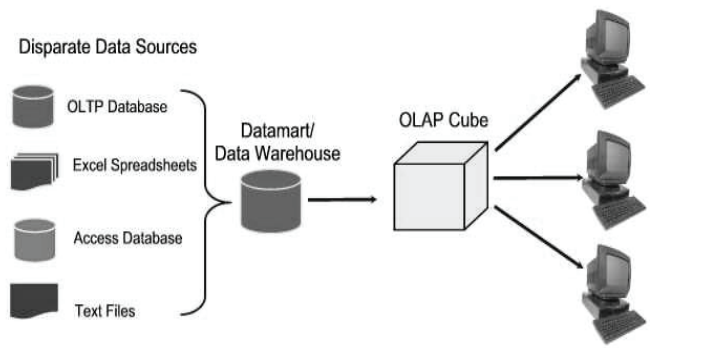 Disparate Data Sources
OLTP Database
Excel Spreadsheets
Access Database
Text Files
Datamart/
Data Warehouse
OLAP Cube